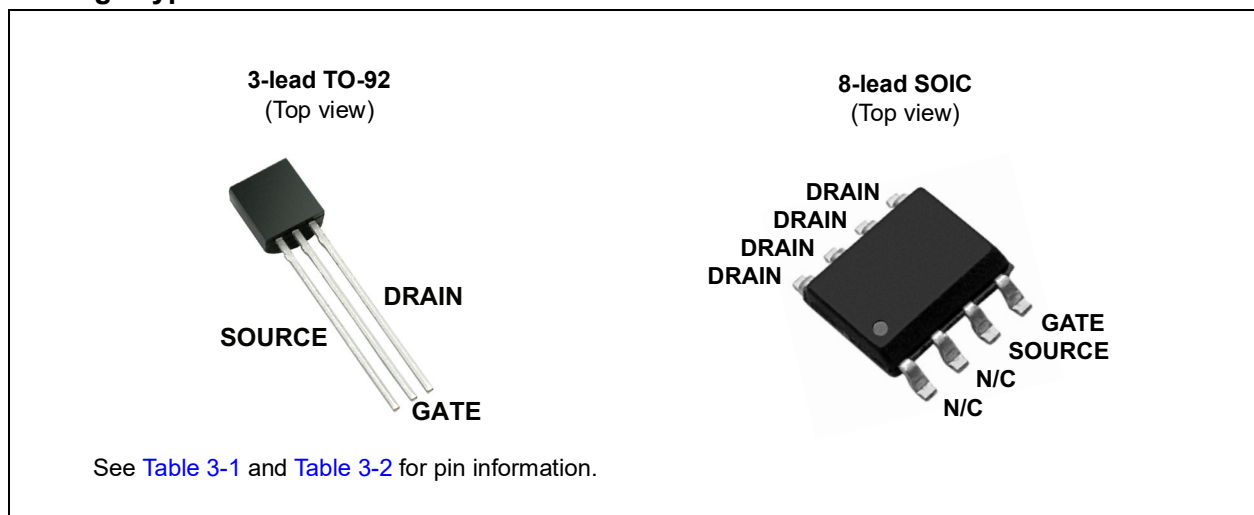 3-lead TO-92
(Top view)
SOURCE
DRAIN
GATE
See Table 3-1 and Table 3-2 for pin information.
8-lead SOIC
(Top view)
DRAIN
DRAIN
DRAIN
DRAIN
GATE
SOURCE
N/C
N/C